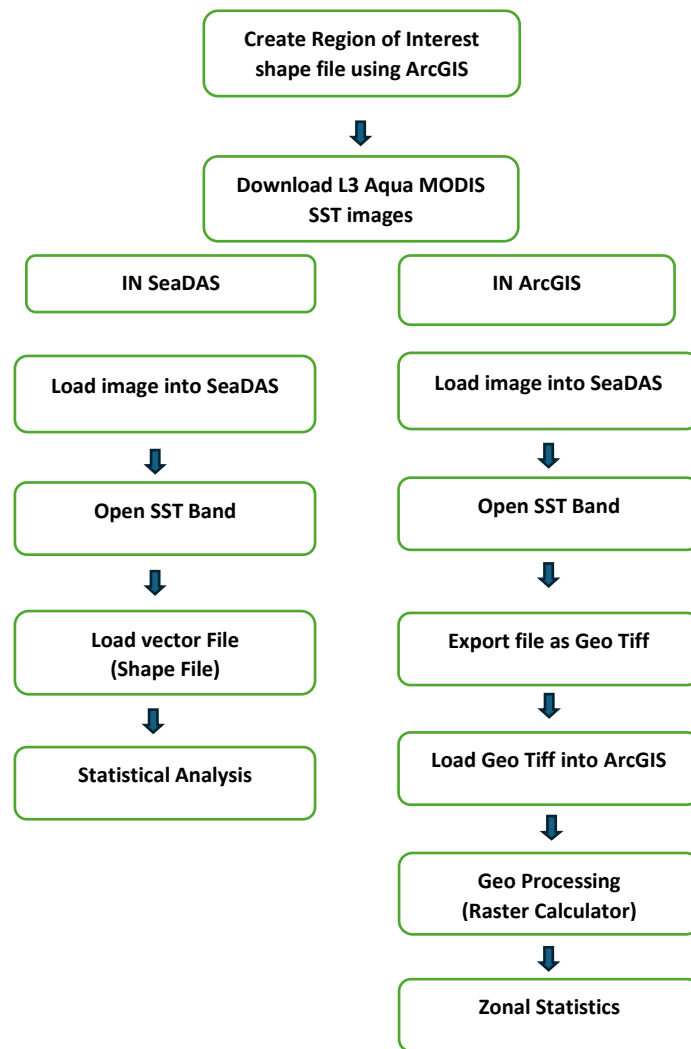 Create Region of Interest
shape file using ArcGIS
Download L3 Aqua MODIS
SST images
IN SeaDAS
Load image into SeaDAS
Open SST Band
Load vector File
(Shape File)
Statistical Analysis
IN ArcGIS
Load image into SeaDAS
Open SST Band
Export file as Geo Tiff
Load Geo Tiff into ArcGIS
Geo Processing
(Raster Calculator)
Zonal Statistics